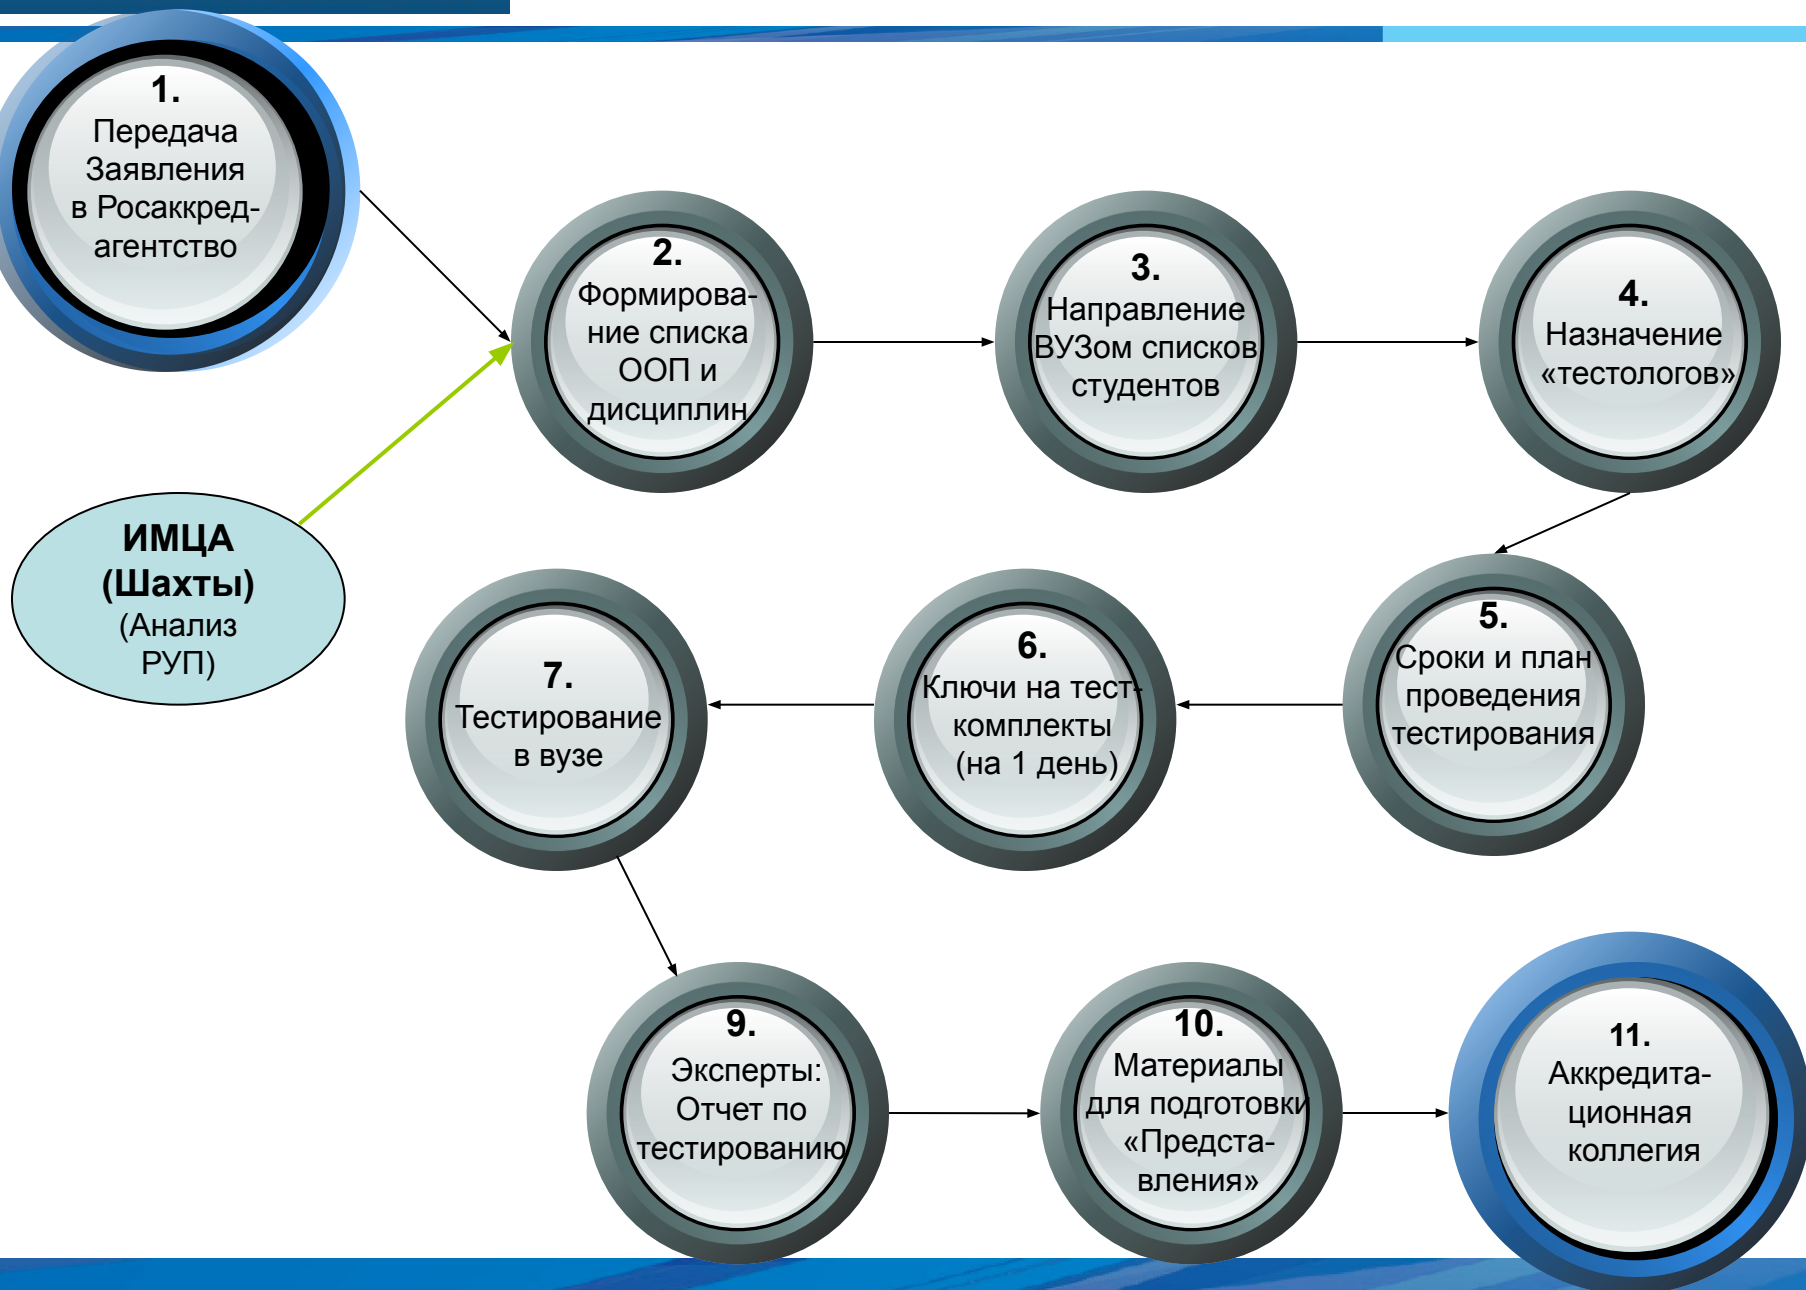 1.
Передача
Заявления
в Росаккред-
агентство
2.
Формирова-
ние списка
ООП и
дисциплин
3.
Направление
ВУЗом списков
студентов
4.
Назначение
«тестологов»
ИМЦА
(Шахты)
(Анализ
РУП)
5.
Сроки и план
проведения
тестирования
6.
Ключи на тест-
комплекты
(на 1 день)
7.
Тестирование
в вузе
9.
Эксперты:
Отчет по
тестированию
10.
Материалы
для подготовки
«Предста-
вления»
11.
Аккредита-
ционная
коллегия